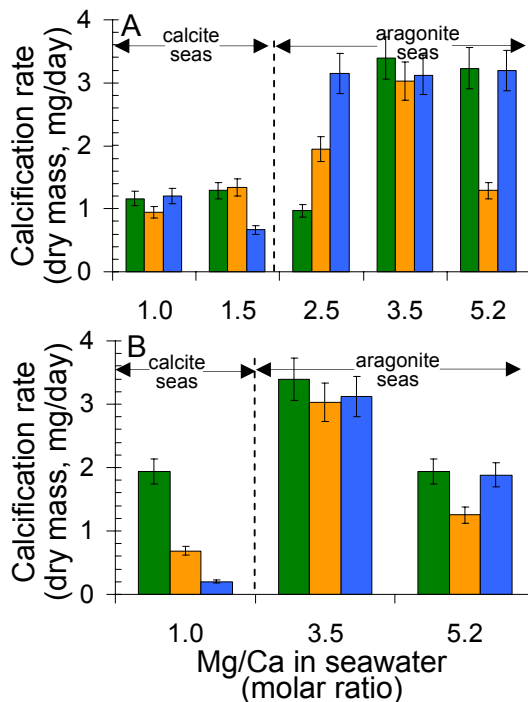 A
calcite
seas
aragonite
seas
Calcification rate
(dry mass, mg/day)
4
3
2
1
0
1.0 1.5 2.5 3.5 5.2
B
calcite
seas
aragonite
seas
Calcification rate
(dry mass, mg/day)
4
3
2
1
0
1.0 3.5 5.2
Mg/Ca in seawater
(molar ratio)